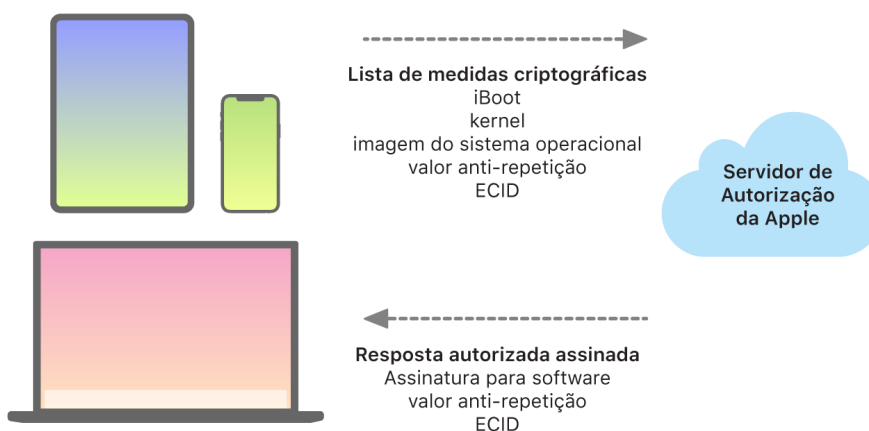 Lista de medidas criptográficas
iBoot
kernel
imagem do sistema operacional
valor anti-repetição
ECID
Servidor de
Autorização
da Apple
Resposta autorizada assinada
Assinatura para software
valor anti-repetição
ECID